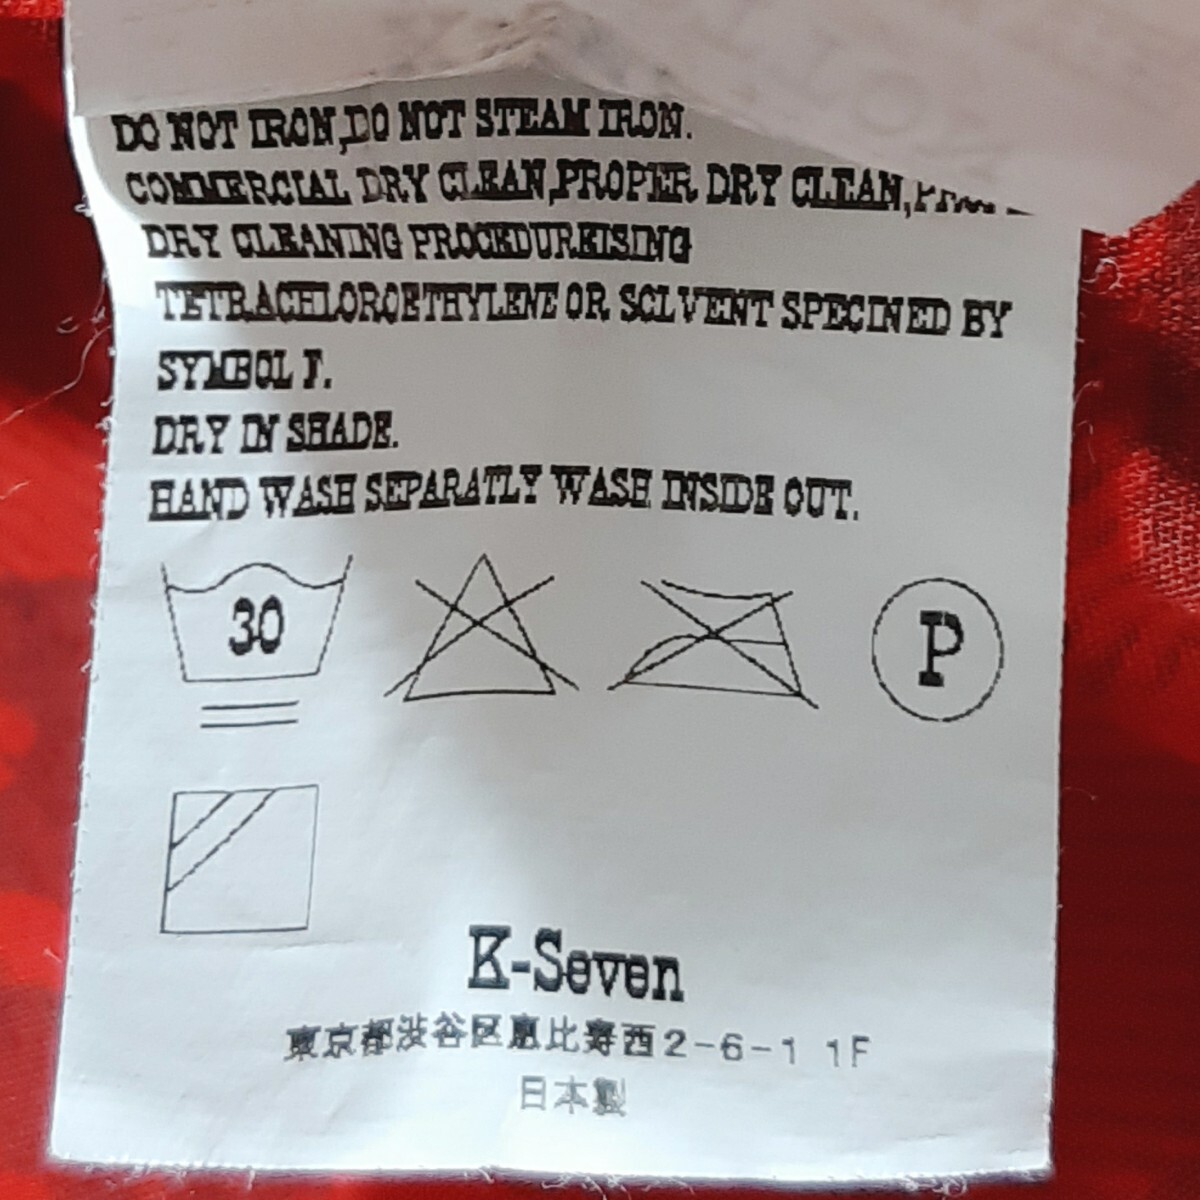 DO NOT IRON,DO NOT STEAM IRON.
COMMERCIAL DRY CLEAN,PROPER DRY CLEAN,
DRY CLEANING PROCEDUREISING
TETRACHLOROETHYLENE OR SOLVENT SPECINED BY
SYMBOL F.
DRY IN SHADE.
HAND WASH SEPARATLY WASH INSIDE OUT.
30
P
K-Seven
東京都渋谷区恵比寿西2-6-1 1F
日本製